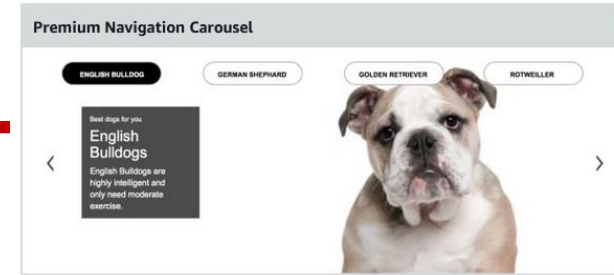 Premium Navigation Carousel
ENGLISH BULLDOG
GERMAN SHEPHARD
GOLDEN RETRIEVER
ROTWEILLER
Best dogs for you
English
Bulldogs
English Bulldogs are
highly intelligent and
only need moderate
exercise.